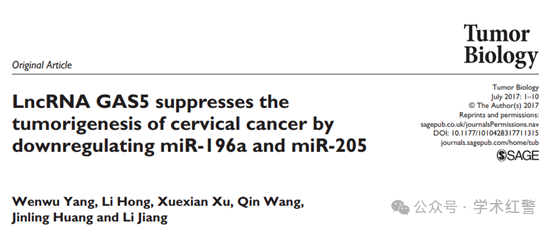 Tumor
Biology
Original Article
LncRNA GAS5 suppresses the
tumorigenesis of cervical cancer by
downregulating miR-196a and miR-205
Tumor Biology
July 2017: 1–10
© The Author(s) 2017
Reprints and permissions:
sagepub.co.uk/journalsPermissions.nav
DOI: 10.1177/1010428317711315
journals.sagepub.com/home/tub
SAGE
Wenwu Yang, Li Hong, Xuexian Xu, Qin Wang,
Jinling Huang and Li Jiang
公众号 · 学术红警